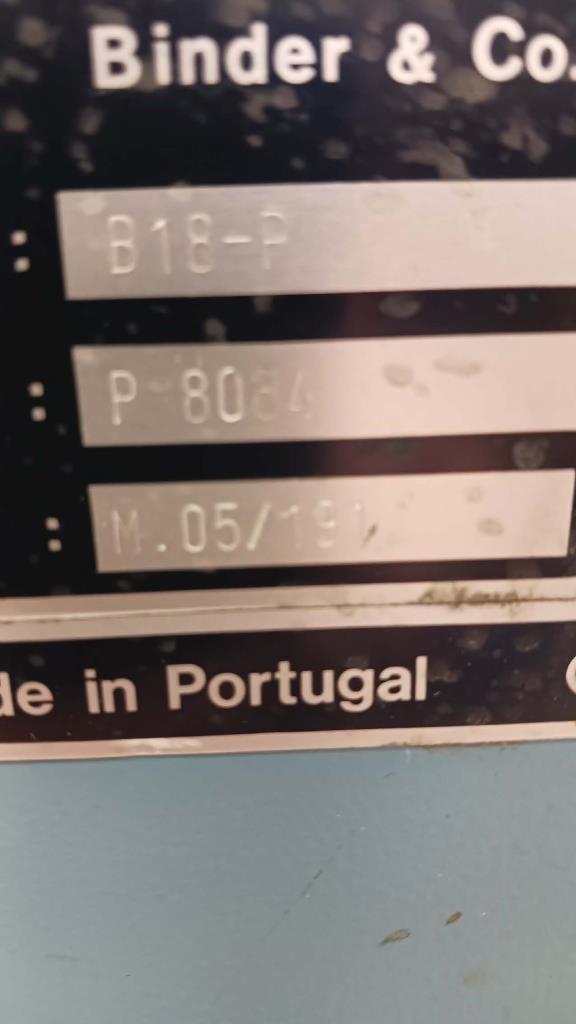 Binder & Co.
: B18-P
: P 8084
: M.05/191
de in Portugal